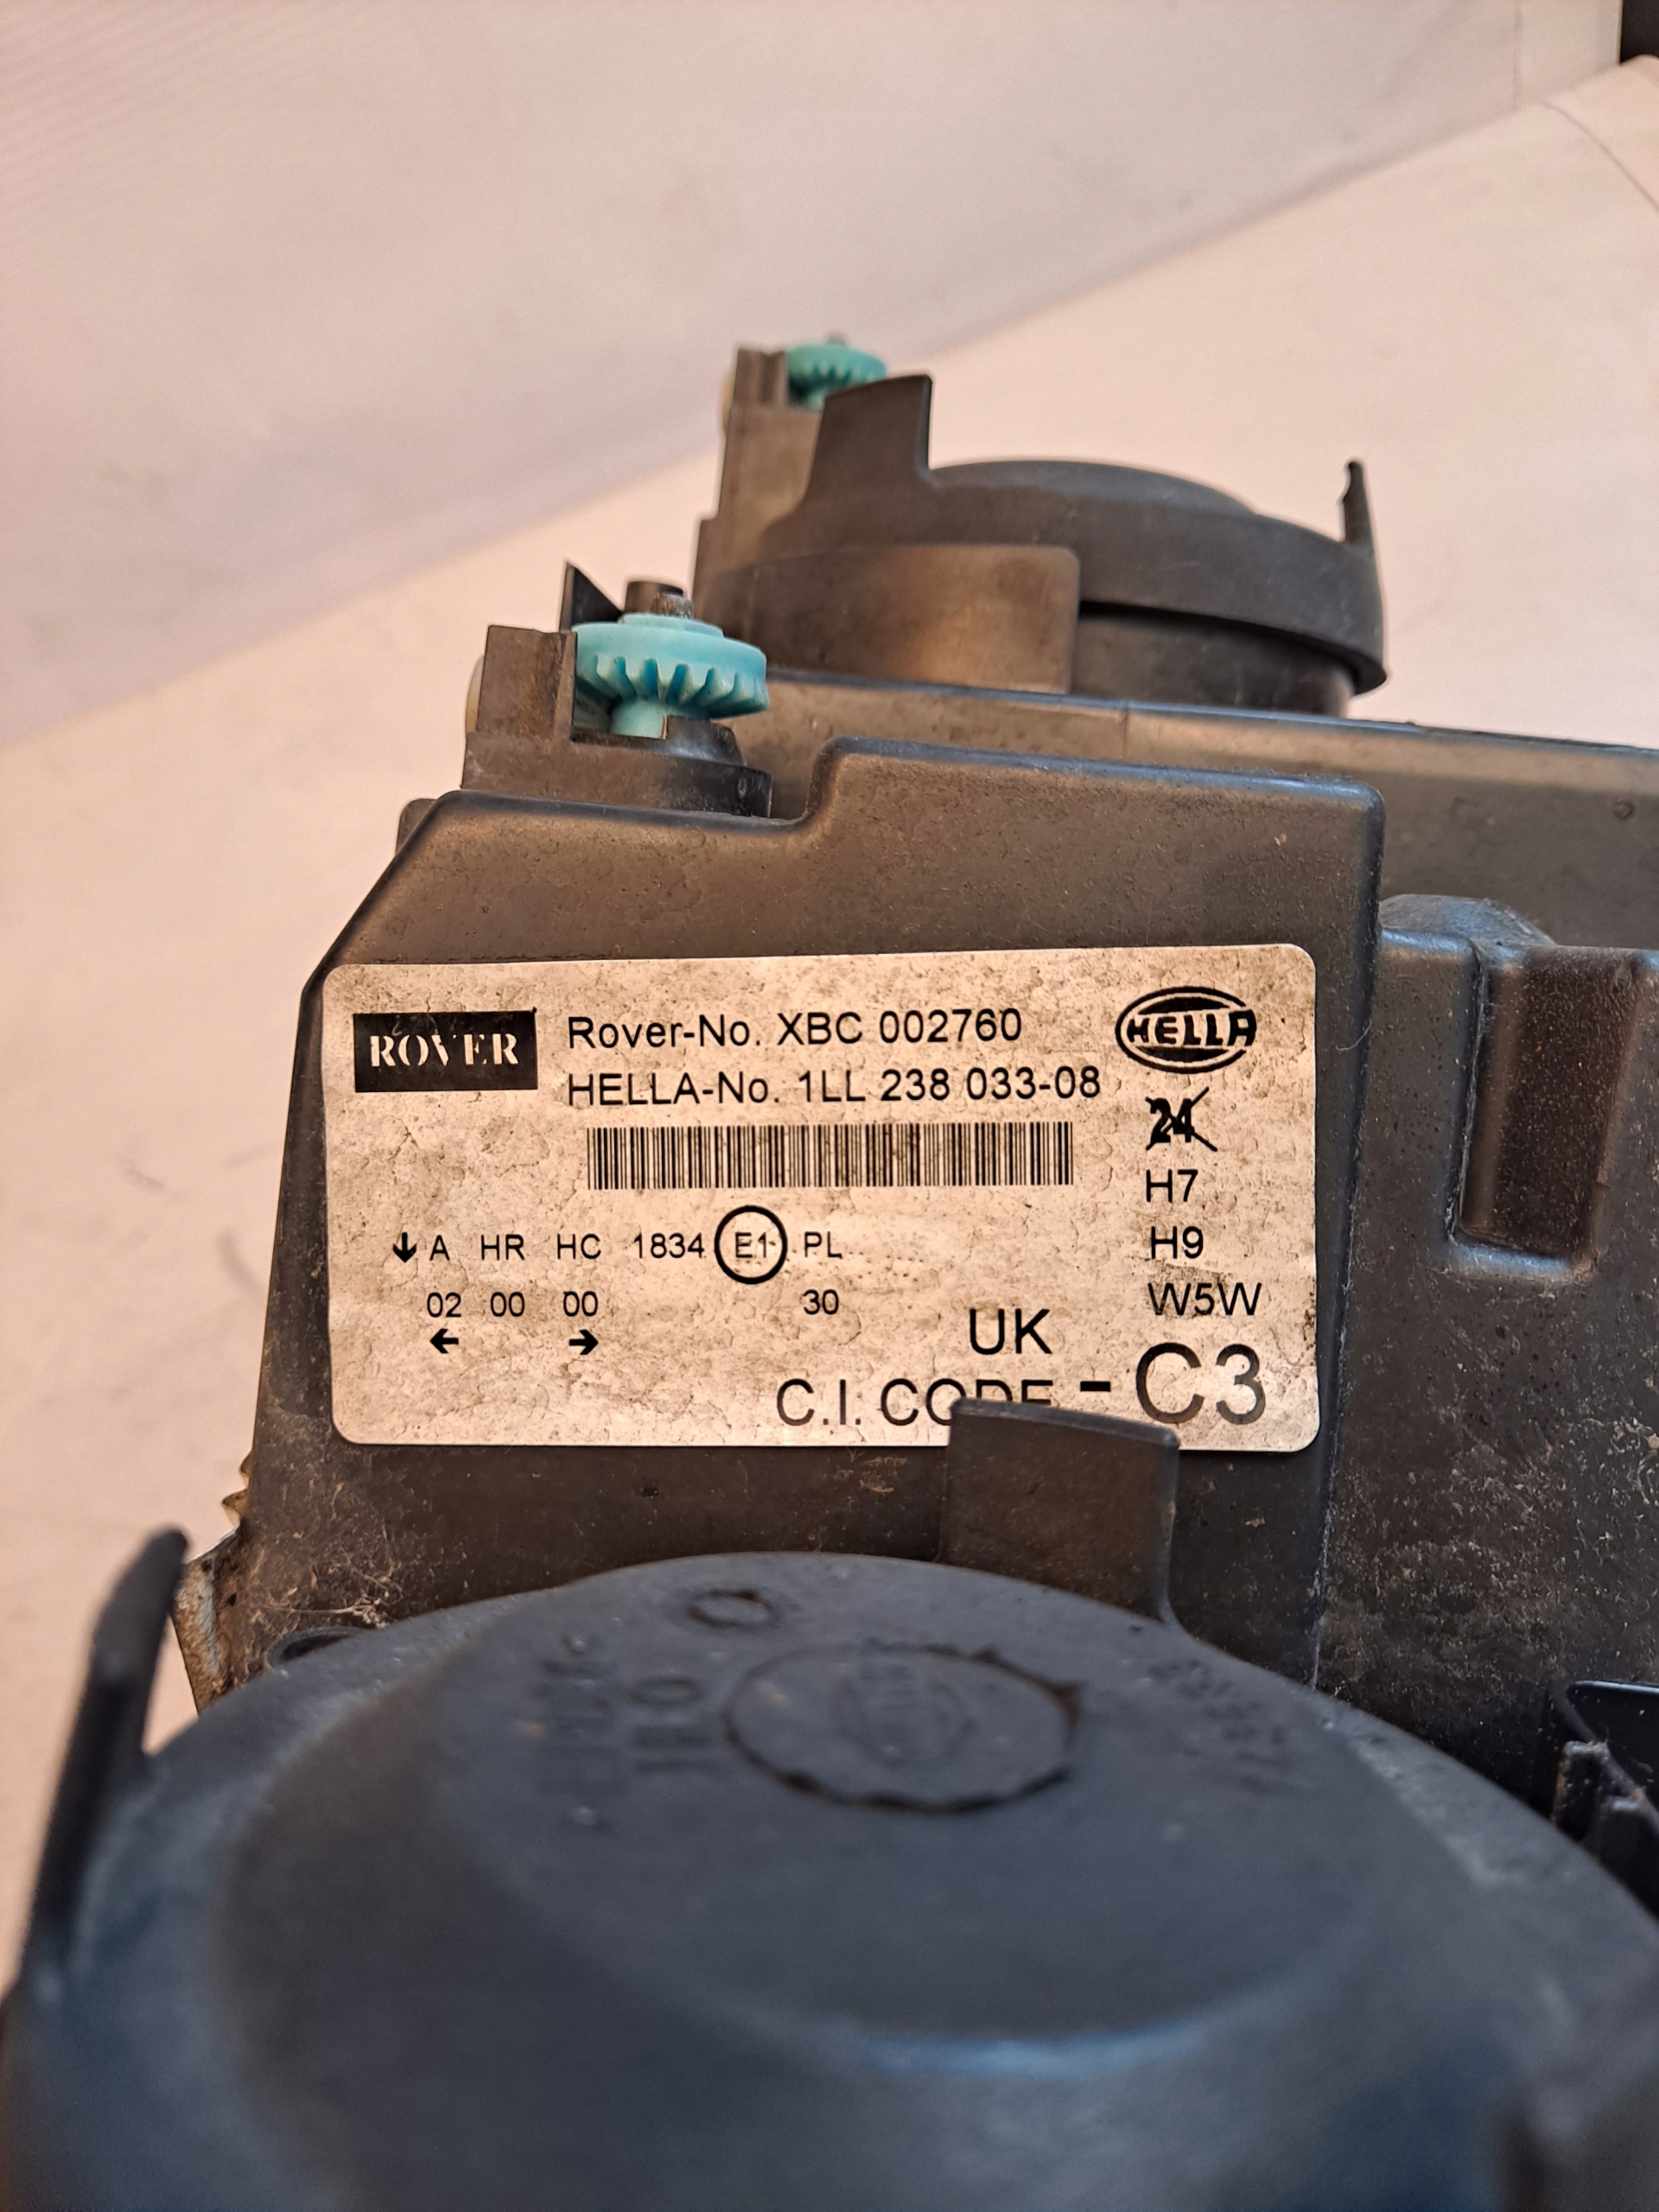 ROVER
Rover-No. XBC 002760
HELLA
HELLA-No. 1LL 238 033-08
24
H7
↓ A HR HC 1834 E1 PL
H9
02 00 00 30
W5W
← →
UK
C.I. CODE - C3